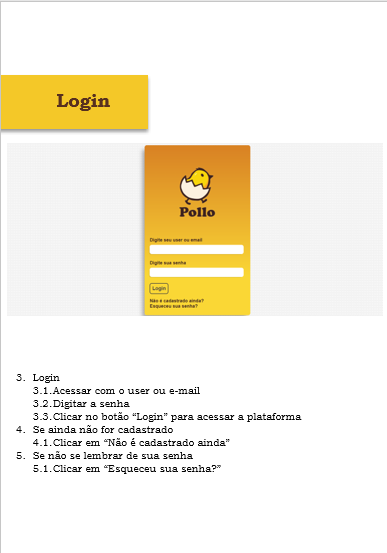 Login
Pollo
Digite seu user ou email
Digite sua senha
Login
Não é cadastrado ainda?
Esqueceu sua senha?
3. Login
3.1. Acessar com o user ou e-mail
3.2. Digitar a senha
3.3. Clicar no botão “Login” para acessar a plataforma
4. Se ainda não for cadastrado
4.1. Clicar em “Não é cadastrado ainda”
5. Se não se lembrar de sua senha
5.1. Clicar em “Esqueceu sua senha?”